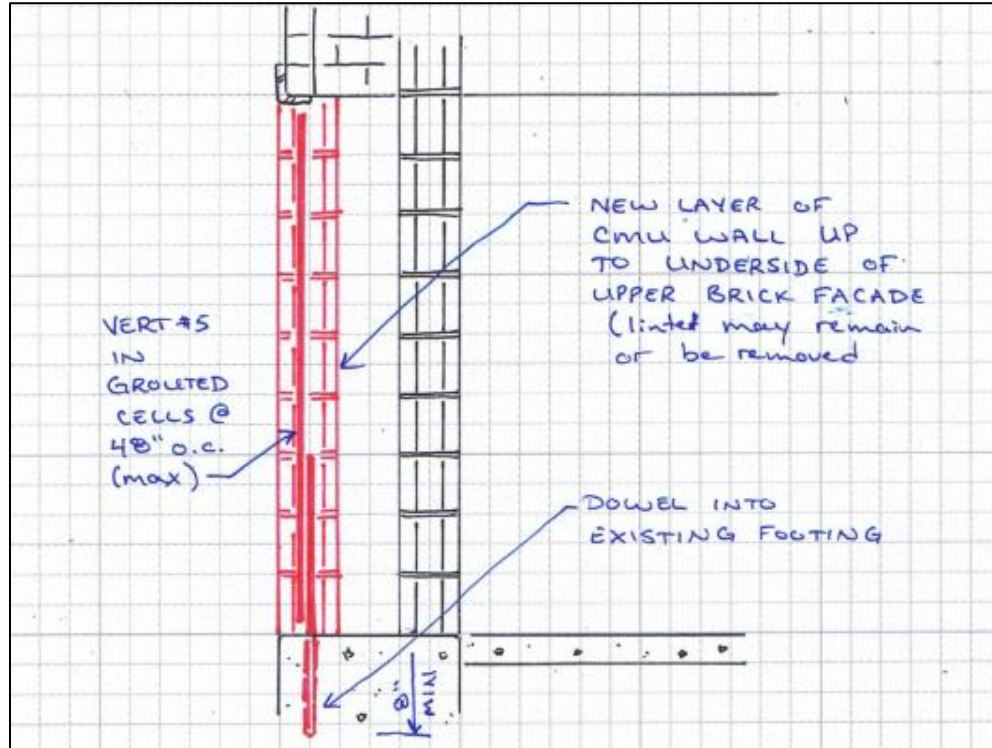 NEW LAYER OF
CMU WALL UP
TO UNDERSIDE OF
UPPER BRICK FACADE
(lintel may remain
or be removed
VERT #5
IN
GROUTED
CELLS @
48" o.c.
(max)
DOWEL INTO
EXISTING FOOTING
8"
MIN